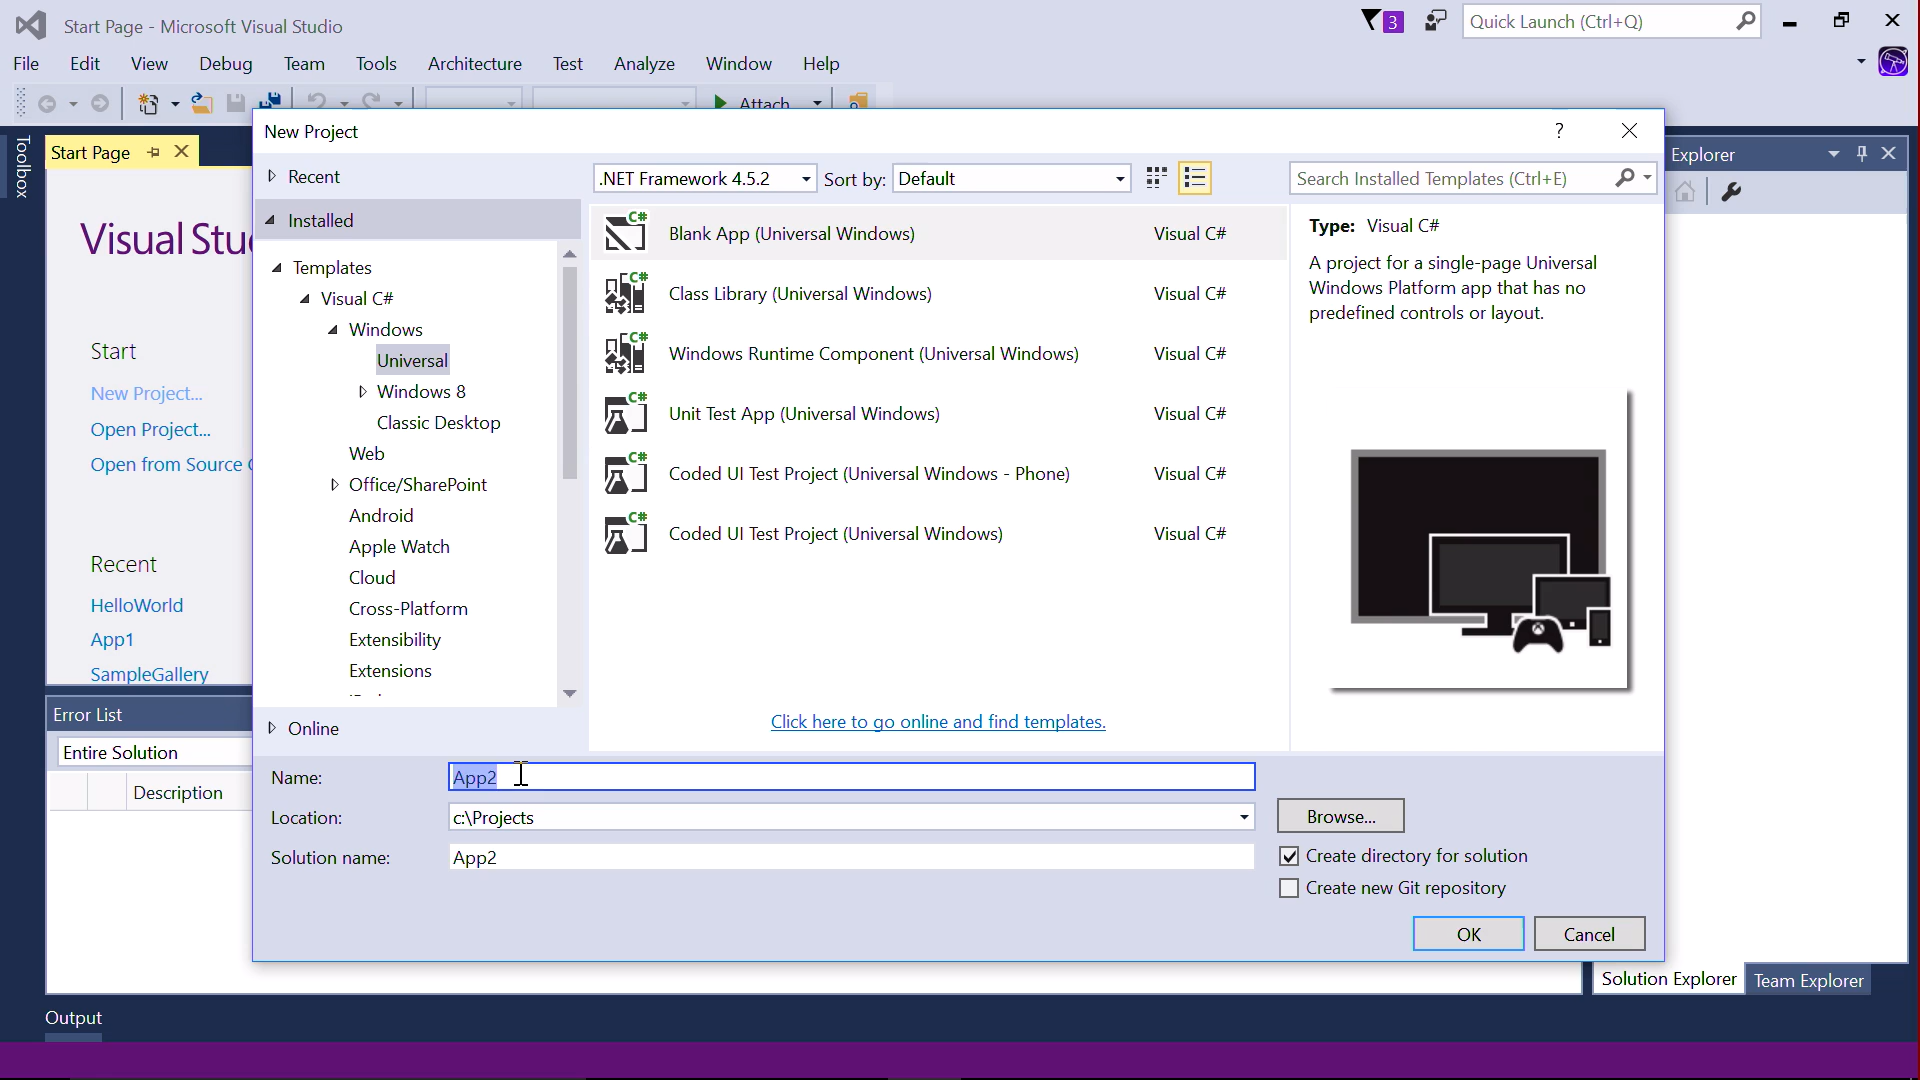 Start Page - Microsoft Visual Studio
3
Quick Launch (Ctrl+Q)
File Edit View Debug Team Tools Architecture Test Analyze Window Help
Attach
Toolbox
Start Page
Explorer
Visual Stu
Start
New Project...
Open Project...
Open from Source C
Recent
HelloWorld
App1
SampleGallery
Error List
Entire Solution
Description
Output
New Project
?
Recent
Installed
Templates
Visual C#
Windows
Universal
Windows 8
Classic Desktop
Web
Office/SharePoint
Android
Apple Watch
Cloud
Cross-Platform
Extensibility
Extensions
Online
.NET Framework 4.5.2
Sort by: Default
Search Installed Templates (Ctrl+E)
C# Blank App (Universal Windows) Visual C#
C# Class Library (Universal Windows) Visual C#
C# Windows Runtime Component (Universal Windows) Visual C#
C# Unit Test App (Universal Windows) Visual C#
C# Coded UI Test Project (Universal Windows - Phone) Visual C#
C# Coded UI Test Project (Universal Windows) Visual C#
Click here to go online and find templates.
Type: Visual C#
A project for a single-page Universal
Windows Platform app that has no
predefined controls or layout.
Name: App2
Location: c:\Projects
Browse...
Solution name: App2
Create directory for solution
Create new Git repository
OK Cancel
Solution Explorer Team Explorer